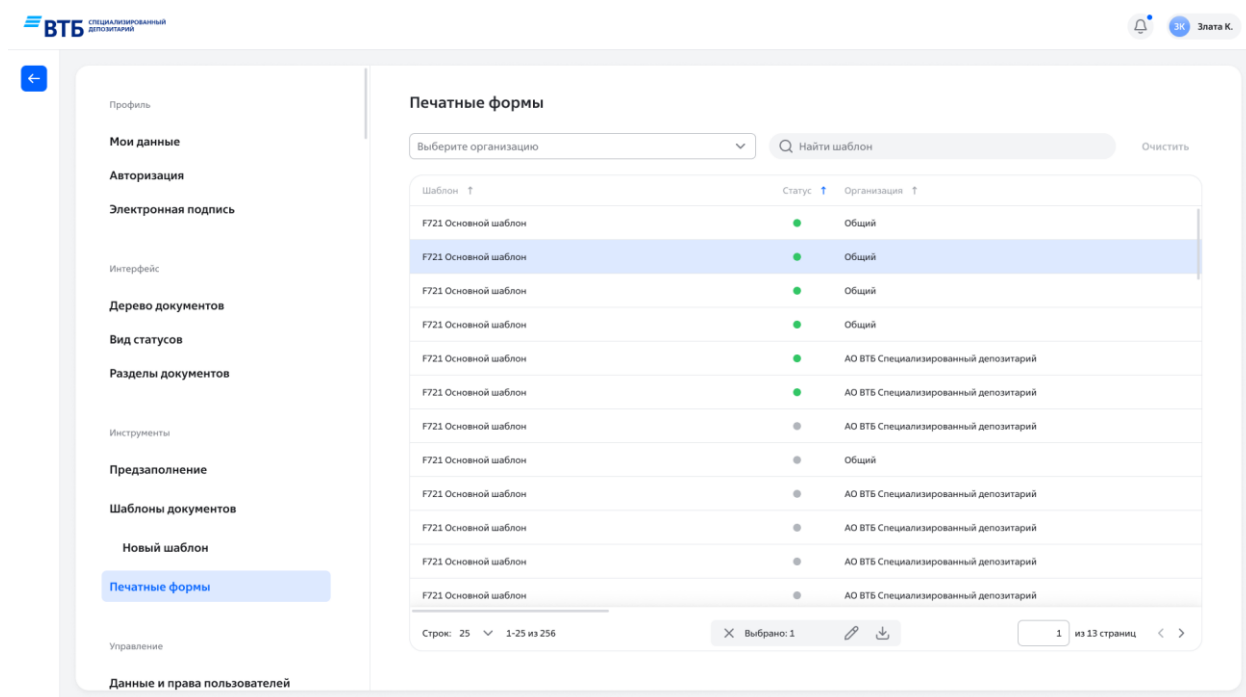 ВТБ СПЕЦИАЛИЗИРОВАННЫЙ
ДЕПОЗИТАРИЙ
ЗК Злата К.
Профиль
Мои данные
Авторизация
Электронная подпись
Интерфейс
Дерево документов
Вид статусов
Разделы документов
Инструменты
Предзаполнение
Шаблоны документов
Новый шаблон
Печатные формы
Управление
Данные и права пользователей
Печатные формы
Выберите организацию
Найти шаблон
Очистить
Шаблон ↑ Статус ↑ Организация ↑
F721 Основной шаблон Общий
F721 Основной шаблон Общий
F721 Основной шаблон Общий
F721 Основной шаблон Общий
F721 Основной шаблон АО ВТБ Специализированный депозитарий
F721 Основной шаблон АО ВТБ Специализированный депозитарий
F721 Основной шаблон АО ВТБ Специализированный депозитарий
F721 Основной шаблон Общий
F721 Основной шаблон АО ВТБ Специализированный депозитарий
F721 Основной шаблон АО ВТБ Специализированный депозитарий
F721 Основной шаблон АО ВТБ Специализированный депозитарий
F721 Основной шаблон АО ВТБ Специализированный депозитарий
Строк: 25 1-25 из 256 Выбрано: 1 1 из 13 страниц